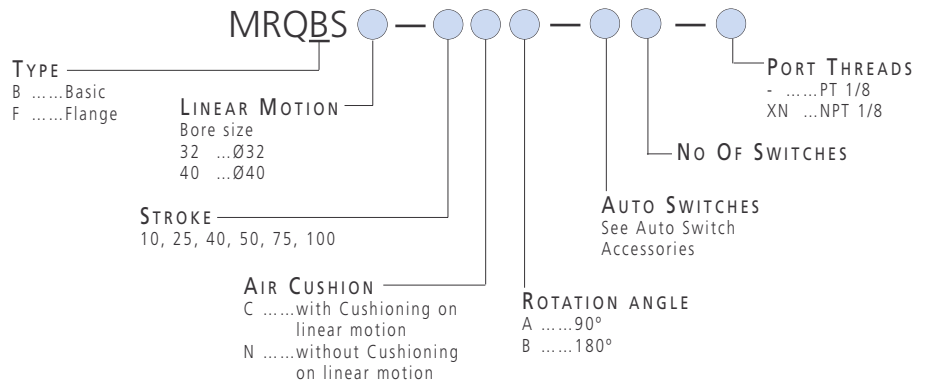 MRQBS — —  —
TYPE
B ......Basic
F ......Flange
LINEAR MOTION
Bore size
32 ...Ø32
40 ...Ø40
STROKE
10, 25, 40, 50, 75, 100
AIR CUSHION
C ......with Cushioning on
linear motion
N ......without Cushioning
on linear motion
ROTATION ANGLE
A ......90º
B ......180º
AUTO SWITCHES
See Auto Switch
Accessories
NO OF SWITCHES
PORT THREADS
- ......PT 1/8
XN ...NPT 1/8